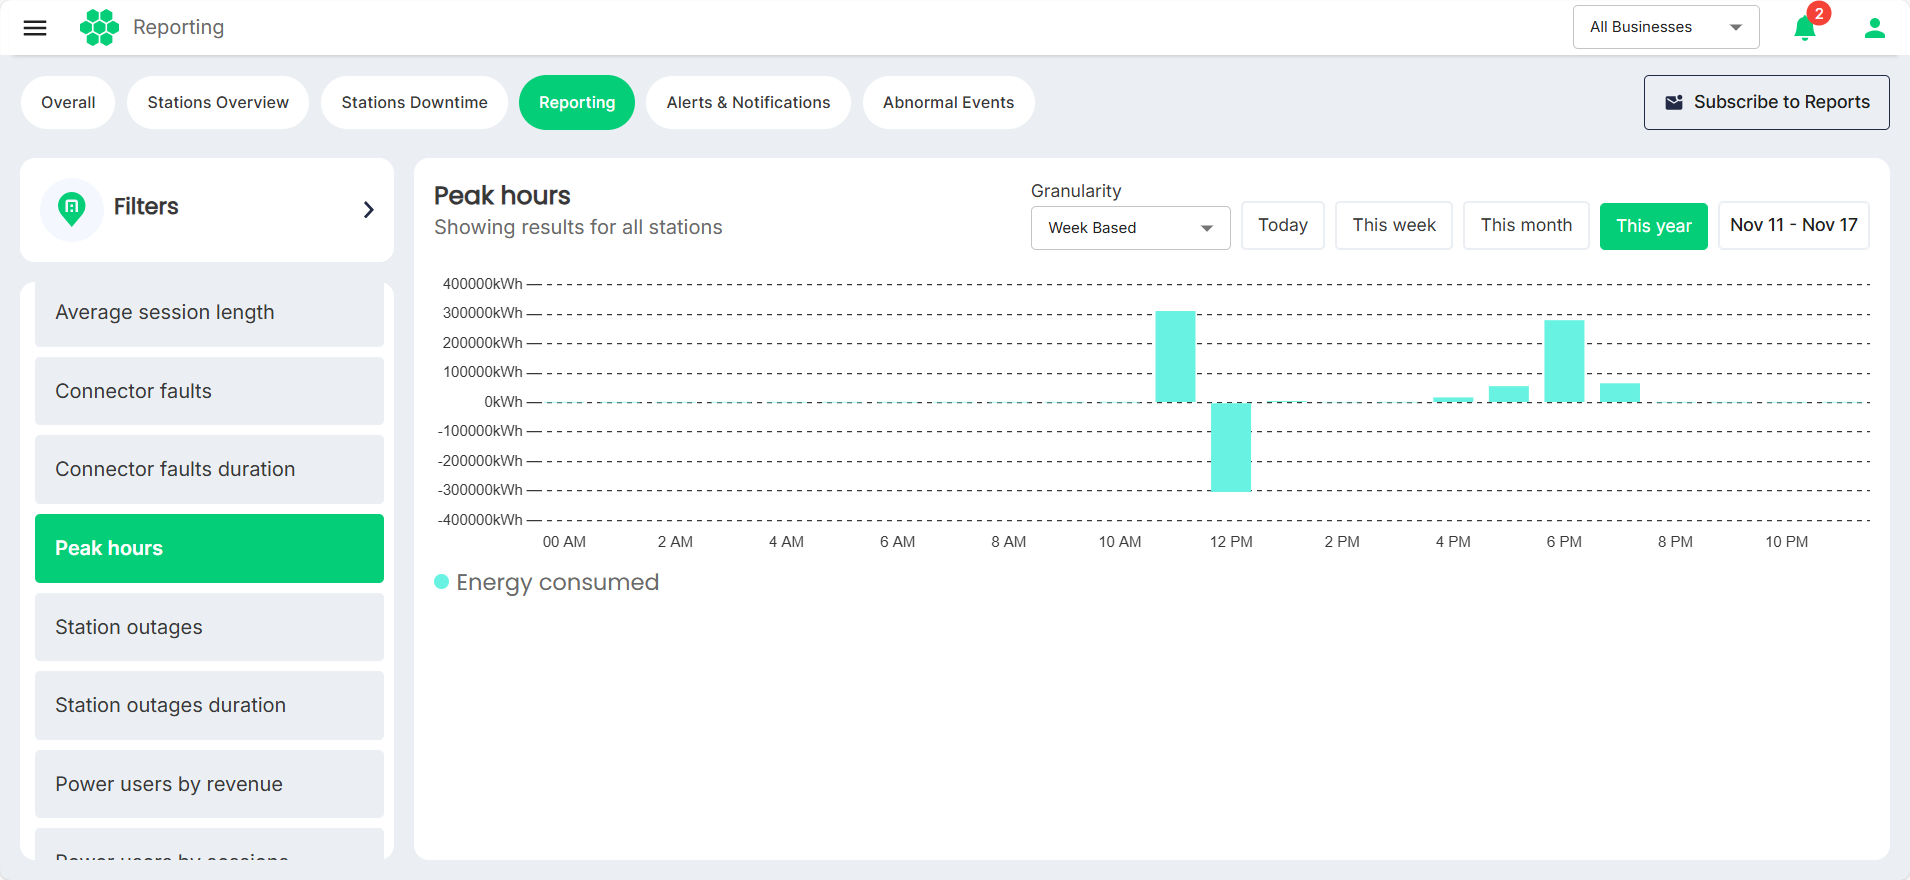 Reporting
All Businesses
2
Overall
Stations Overview
Stations Downtime
Reporting
Alerts & Notifications
Abnormal Events
Subscribe to Reports
Filters
Average session length
Connector faults
Connector faults duration
Peak hours
Station outages
Station outages duration
Power users by revenue
Power users by sessions
Peak hours
Showing results for all stations
Granularity
Week Based
Today
This week
This month
This year
Nov 11 - Nov 17
400000kWh
300000kWh
200000kWh
100000kWh
0kWh
-100000kWh
-200000kWh
-300000kWh
-400000kWh
00 AM 2 AM 4 AM 6 AM 8 AM 10 AM 12 PM 2 PM 4 PM 6 PM 8 PM 10 PM
Energy consumed